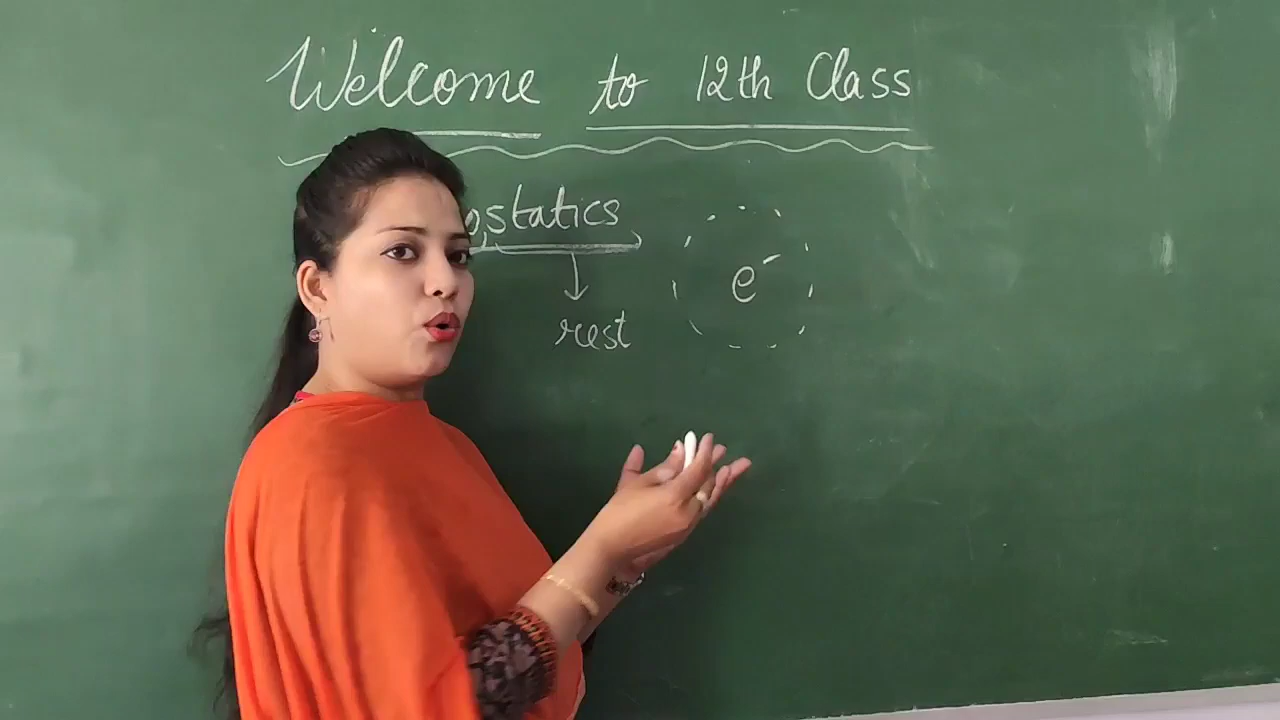 Welcome to 12th Class
ostatics
e-
rest